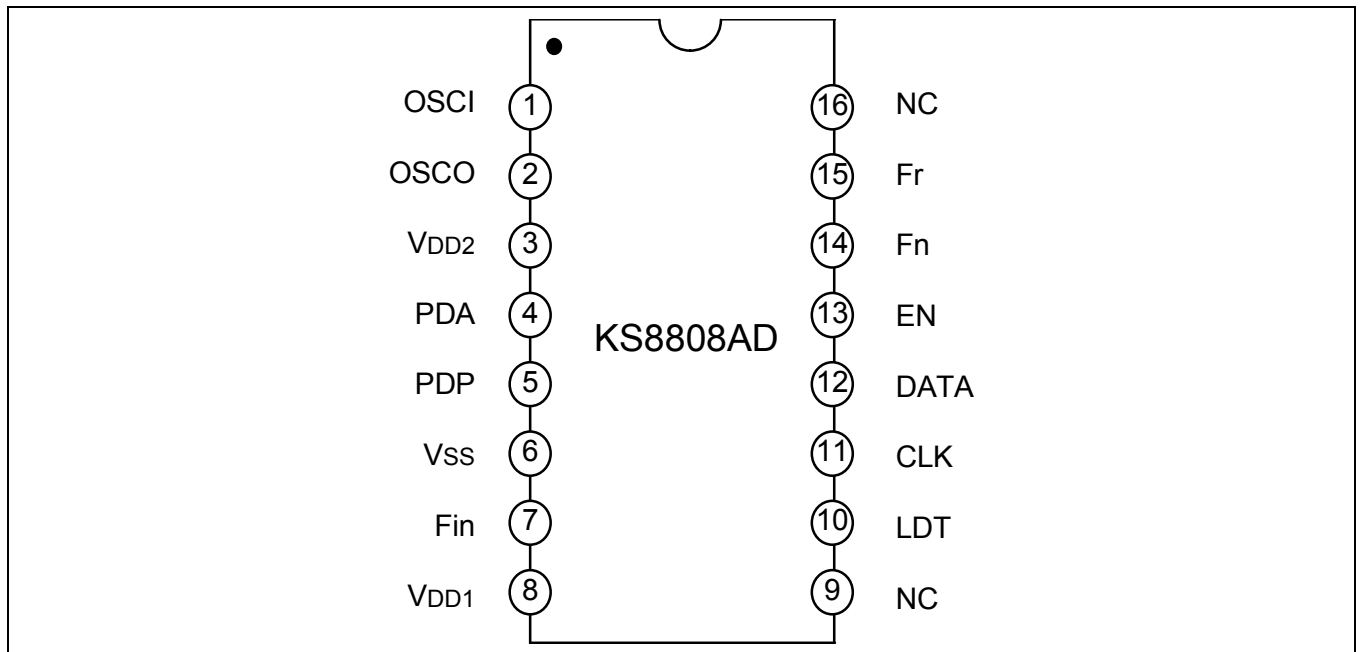 OSCI 1 16 NC
OSCO 2 15 Fr
VDD2 3 14 Fn
PDA 4 13 EN
KS8808AD
PDP 5 12 DATA
VSS 6 11 CLK
Fin 7 10 LDT
VDD1 8 9 NC